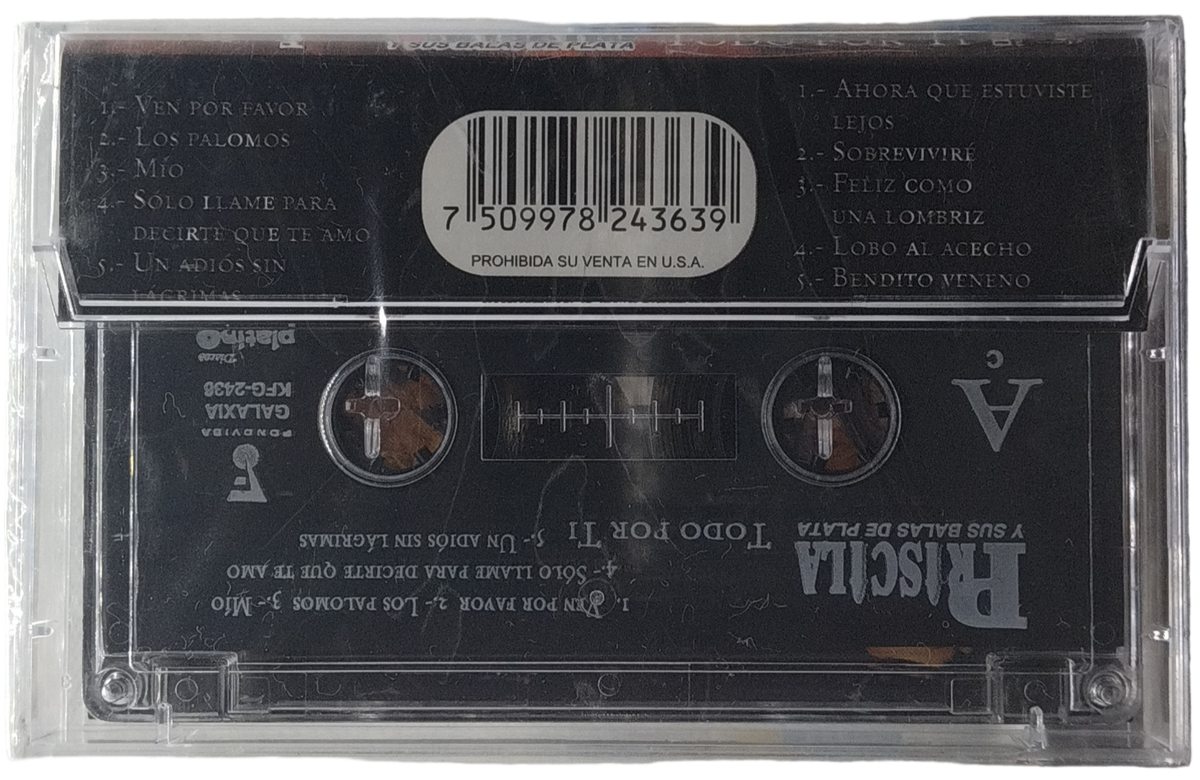 Y SUS BALAS DE PLATA TODO POR TI
1.- VEN POR FAVOR
2.- LOS PALOMOS
3.- MÍO
4.- SÓLO LLAME PARA
DECIRTE QUE TE AMO
5.- UN ADIÓS SIN
LÁGRIMAS
7 509978 243639
PROHIBIDA SU VENTA EN U.S.A.
1.- AHORA QUE ESTUVISTE
LEJOS
2.- SOBREVIVIRÉ
3.- FELIZ COMO
UNA LOMBRIZ
4.- LOBO AL ACECHO
5.- BENDITO VENENO
PRISCILA
Y SUS BALAS DE PLATA
1. VEN POR FAVOR 2.- LOS PALOMOS 3.- MÍO
4.- SÓLO LLAME PARA DECIRTE QUE TE AMO
5.- UN ADIÓS SIN LÁGRIMAS
TODO POR TI
A
C
FONOVISA
GALAXIA
KFG-2436
Discos
platino